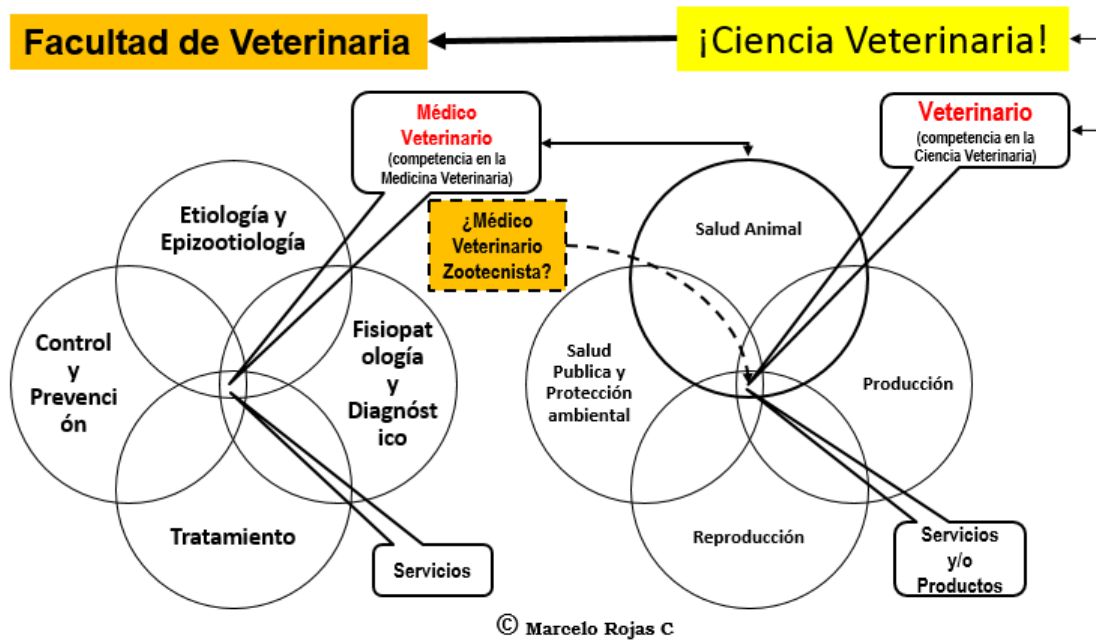 Facultad de Veterinaria
¡Ciencia Veterinaria!
Médico
Veterinario
(competencia en la
Medicina Veterinaria)
Veterinario
(competencia en la
Ciencia Veterinaria)
¿Médico
Veterinario
Zootecnista?
Etiología y
Epizootiología
Control
y
Prevenci
ón
Fisiopat
ología
y
Diagnóst
ico
Tratamiento
Servicios
Salud Animal
Salud
Publica y
Protección
ambiental
Producción
Reproducción
Servicios
y/o
Productos
© Marcelo Rojas C